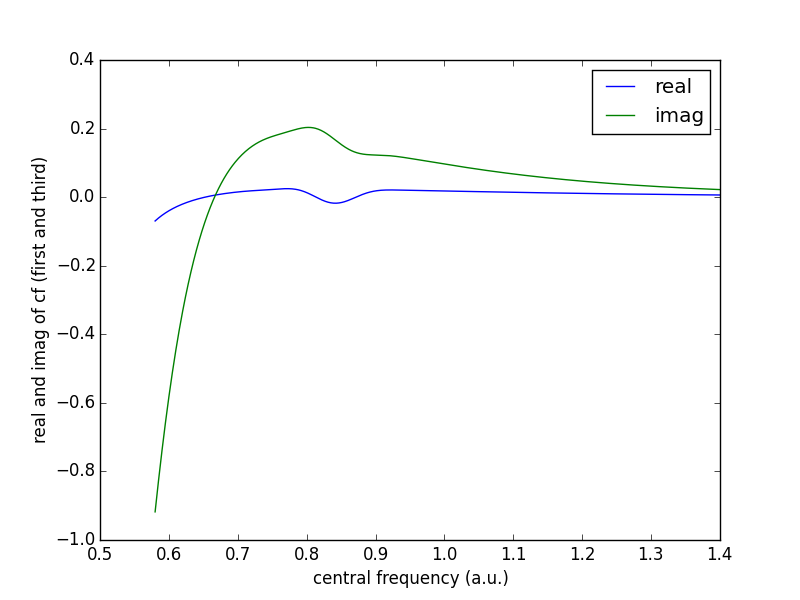 real
imag
0.4
0.2
0.0
−0.2
−0.4
−0.6
−0.8
−1.0
real and imag of cf (first and third)
0.5 0.6 0.7 0.8 0.9 1.0 1.1 1.2 1.3 1.4
central frequency (a.u.)